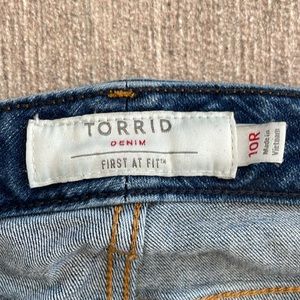 TORRID
DENIM
FIRST AT FIT™
10R
Made in
Vietnam